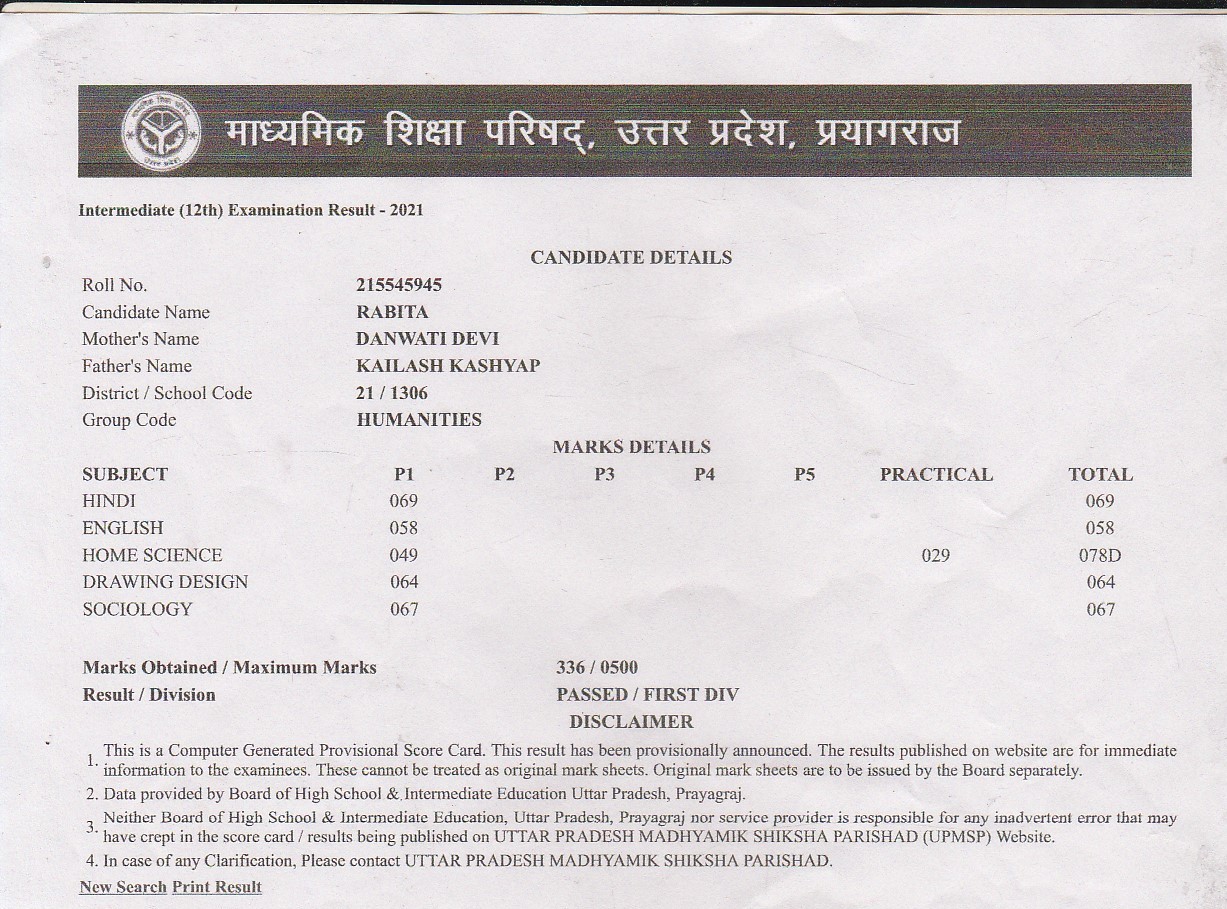 माध्यमिक शिक्षा परिषद्, उत्तर प्रदेश, प्रयागराज
Intermediate (12th) Examination Result - 2021
CANDIDATE DETAILS
Roll No. 215545945
Candidate Name RABITA
Mother's Name DANWATI DEVI
Father's Name KAILASH KASHYAP
District / School Code 21 / 1306
Group Code HUMANITIES
MARKS DETAILS
SUBJECT P1 P2 P3 P4 P5 PRACTICAL TOTAL
HINDI 069 069
ENGLISH 058 058
HOME SCIENCE 049 029 078D
DRAWING DESIGN 064 064
SOCIOLOGY 067 067
Marks Obtained / Maximum Marks 336 / 0500
Result / Division PASSED / FIRST DIV
DISCLAIMER
1. This is a Computer Generated Provisional Score Card. This result has been provisionally announced. The results published on website are for immediate
information to the examinees. These cannot be treated as original mark sheets. Original mark sheets are to be issued by the Board separately.
2. Data provided by Board of High School & Intermediate Education Uttar Pradesh, Prayagraj.
3. Neither Board of High School & Intermediate Education, Uttar Pradesh, Prayagraj nor service provider is responsible for any inadvertent error that may
have crept in the score card / results being published on UTTAR PRADESH MADHYAMIK SHIKSHA PARISHAD (UPMSP) Website.
4. In case of any Clarification, Please contact UTTAR PRADESH MADHYAMIK SHIKSHA PARISHAD.
New Search Print Result